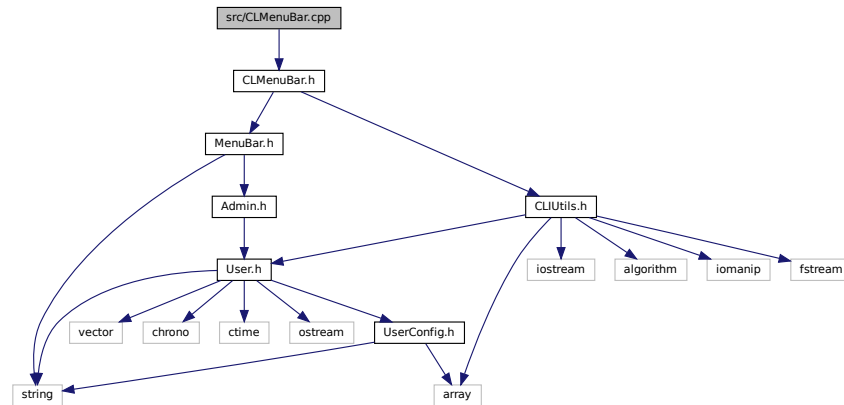 src/CLMenuBar.cpp
CLMenuBar.h
MenuBar.h
Admin.h
CLIUtils.h
User.h
iostream
algorithm
iomanip
fstream
vector
chrono
ctime
ostream
UserConfig.h
string
array